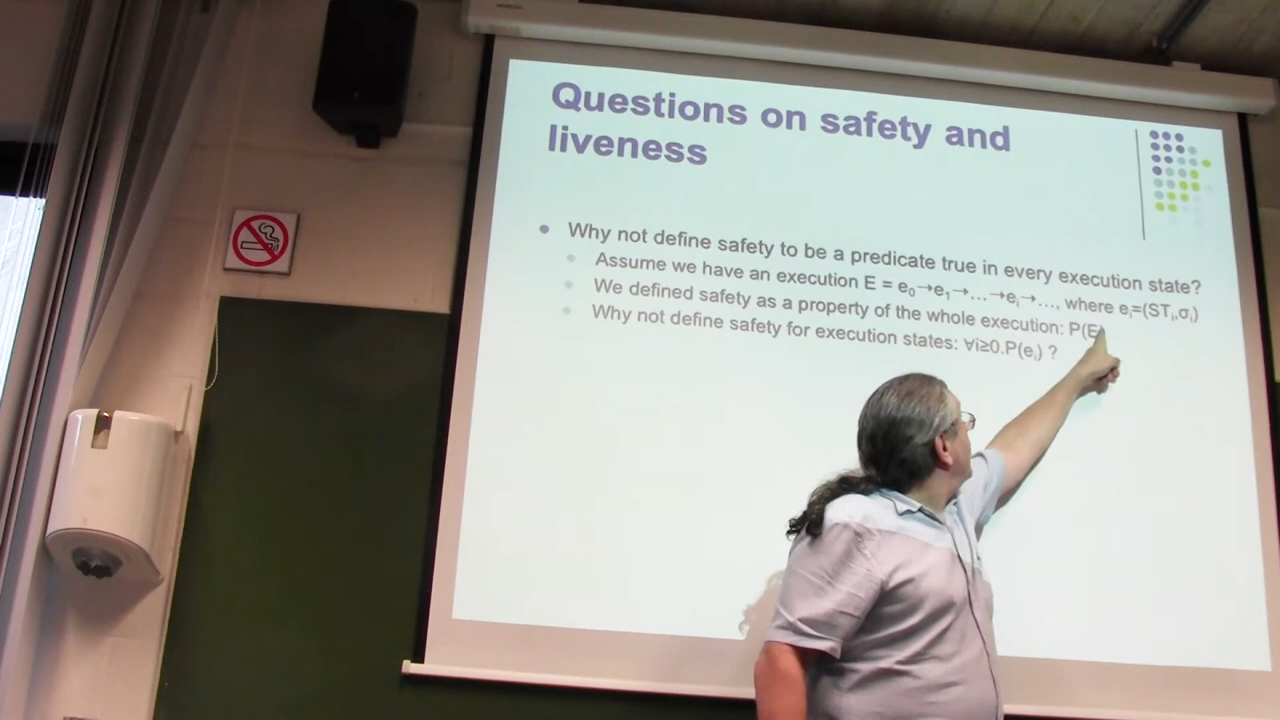 Questions on safety and
liveness
Why not define safety to be a predicate true in every execution state?
Assume we have an execution E = e₀→e₁→…→eᵢ→…, where eᵢ=(STᵢ,σᵢ)
We defined safety as a property of the whole execution: P(E)
Why not define safety for execution states: ∀i≥0.P(eᵢ) ?